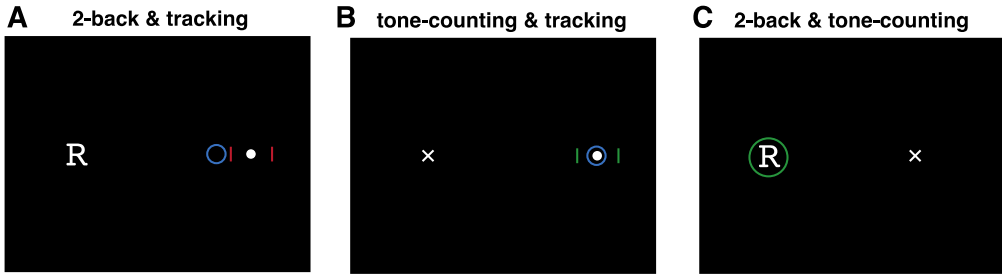 A 2-back & tracking
B tone-counting & tracking
C 2-back & tone-counting
R
R